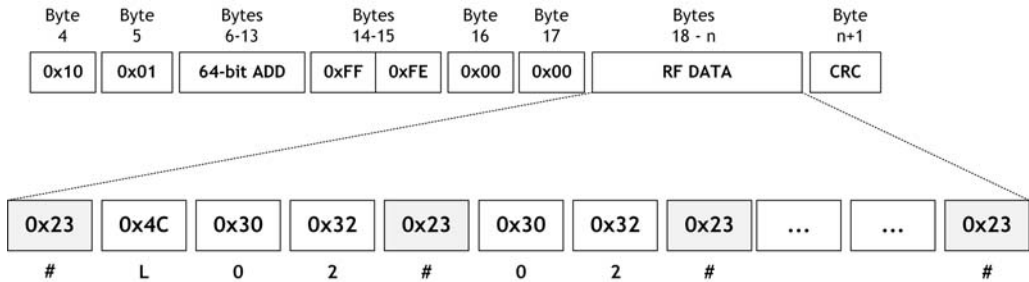 Byte Byte Bytes Bytes Byte Byte Bytes Byte
4 5 6-13 14-15 16 17 18 - n n+1
0x10 0x01 64-bit ADD 0xFF 0xFE 0x00 0x00 RF DATA CRC
0x23 0x4C 0x30 0x32 0x23 0x30 0x32 0x23 ... ... 0x23
# L 0 2 # 0 2 # #